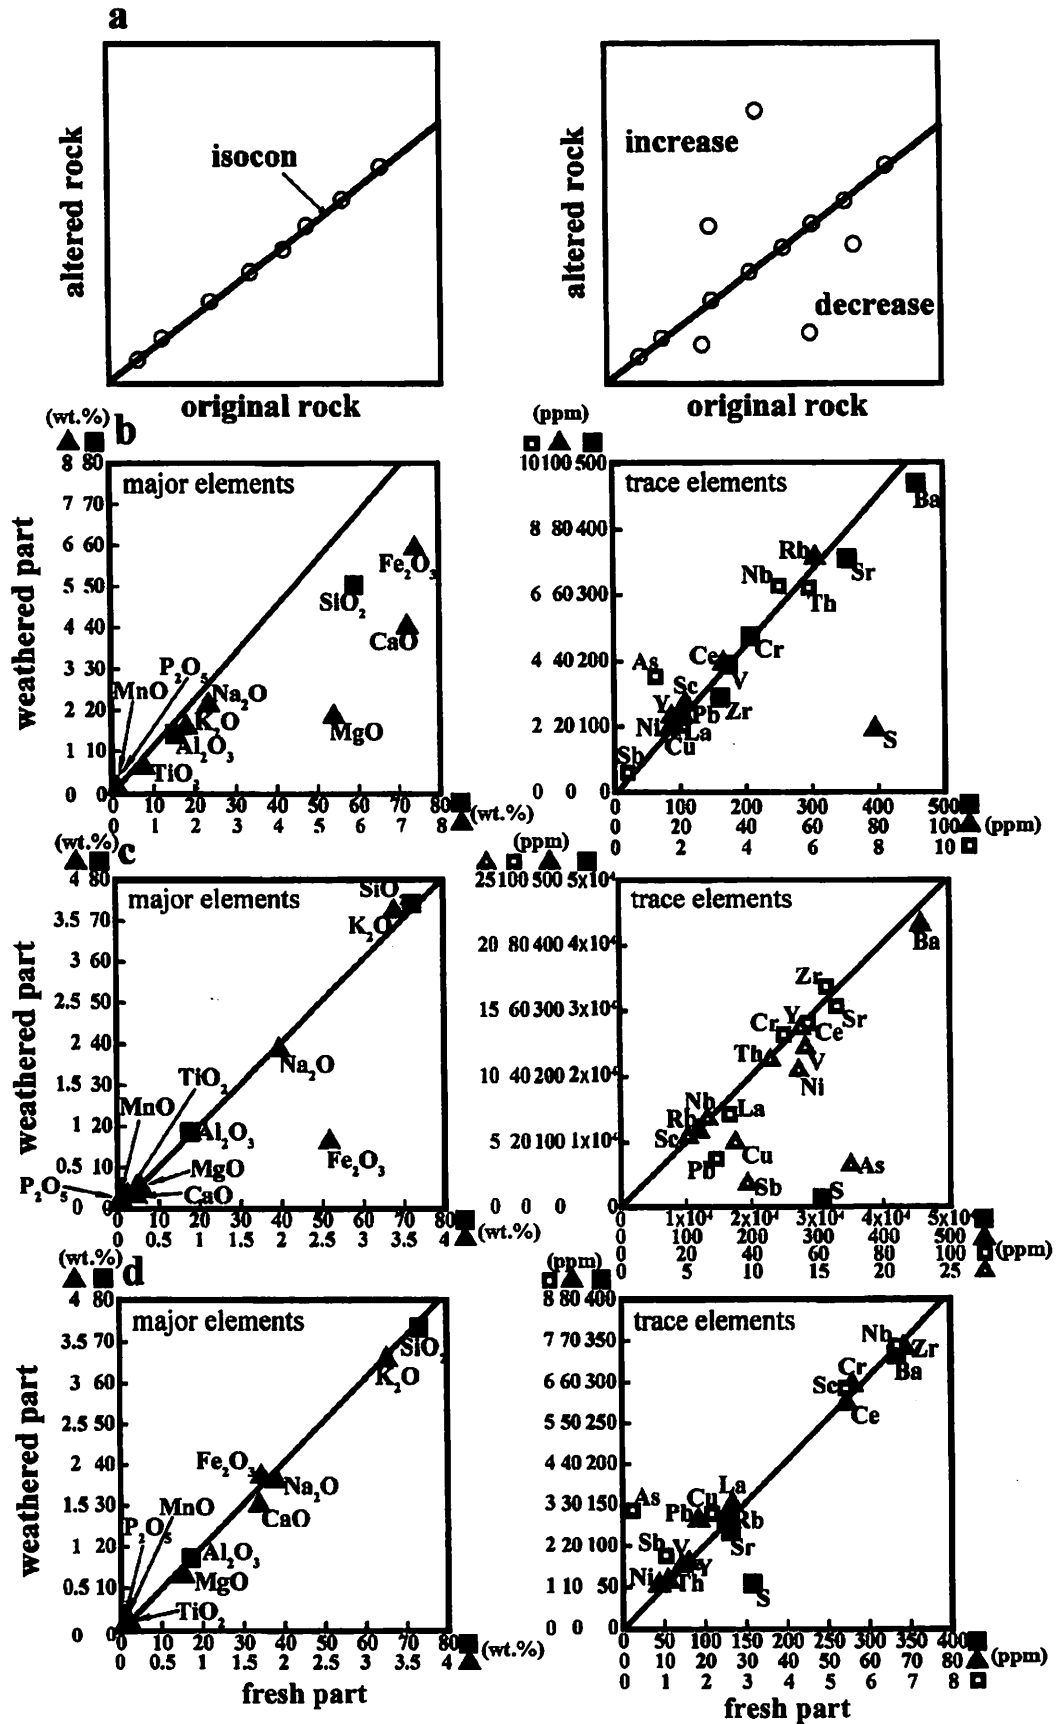 a
isocon
altered rock
original rock
increase
decrease
altered rock
original rock
b
(wt.%)
major elements
8 80
7 70
6 60
5 50
4 40
3 30
2 20
1 10
0 0
weathered part
Fe2O3
SiO2
CaO
P2O5
MnO
Na2O
K2O
MgO
Al2O3
TiO2
0 10 20 30 40 50 60 70 80
0 1 2 3 4 5 6 7 8
(wt.%)
(ppm)
trace elements
10 100 500
8 80 400
6 60 300
4 40 200
2 20 100
0 0 0
Ba
Rb
Sr
Nb
Th
Cr
Ce
As
V
Sc
Y
Pb
Zr
Ni
La
Cu
S
Sb
0 100 200 300 400 500
0 20 40 60 80 100
2 4 6 8 10
(ppm)
c
(wt.%)
major elements
4 80
3.5 70
3 60
2.5 50
2 40
1.5 30
1 20
0.5 10
0 0
weathered part
SiO
K2O
Na2O
TiO2
MnO
Al2O3
Fe2O3
MgO
P2O5
CaO
0 10 20 30 40 50 60 70 80
0 0.5 1 1.5 2 2.5 3 3.5 4
(wt.%)
(ppm)
trace elements
25 100 500 5x10⁴
20 80 400 4x10⁴
15 60 300 3x10⁴
10 40 200 2x10⁴
5 20 100 1x10⁴
0 0 0 0
Ba
Zr
Sr
Y
Cr
Ce
Th
V
Ni
Nb
La
Rb
Sc
Cu
Pb
As
Sb
S
0 1x10⁴ 2x10⁴ 3x10⁴ 4x10⁴ 5x10⁴
0 100 200 300 400 500
0 20 40 60 80 100
0 5 10 15 20 25
(ppm)
d
(wt.%)
major elements
4 80
3.5 70
3 60
2.5 50
2 40
1.5 30
1 20
0.5 10
0 0
weathered part
SiO2
K2O
Fe2O3
Na2O
CaO
MnO
P2O5
Al2O3
MgO
TiO2
0 10 20 30 40 50 60 70 80
0 0.5 1 1.5 2 2.5 3 3.5 4
(wt.%)
fresh part
(ppm)
trace elements
8 80 400
7 70 350
6 60 300
5 50 250
4 40 200
3 30 150
2 20 100
1 10 50
0 0 0
Nb
Zr
Ba
Cr
Sc
Ce
La
As
Cu
Pb
Rb
Sr
Sb
V
Y
Ni
Th
S
0 50 100 150 200 250 300 350 400
0 10 20 30 40 50 60 70 80
0 1 2 3 4 5 6 7 8
(ppm)
fresh part